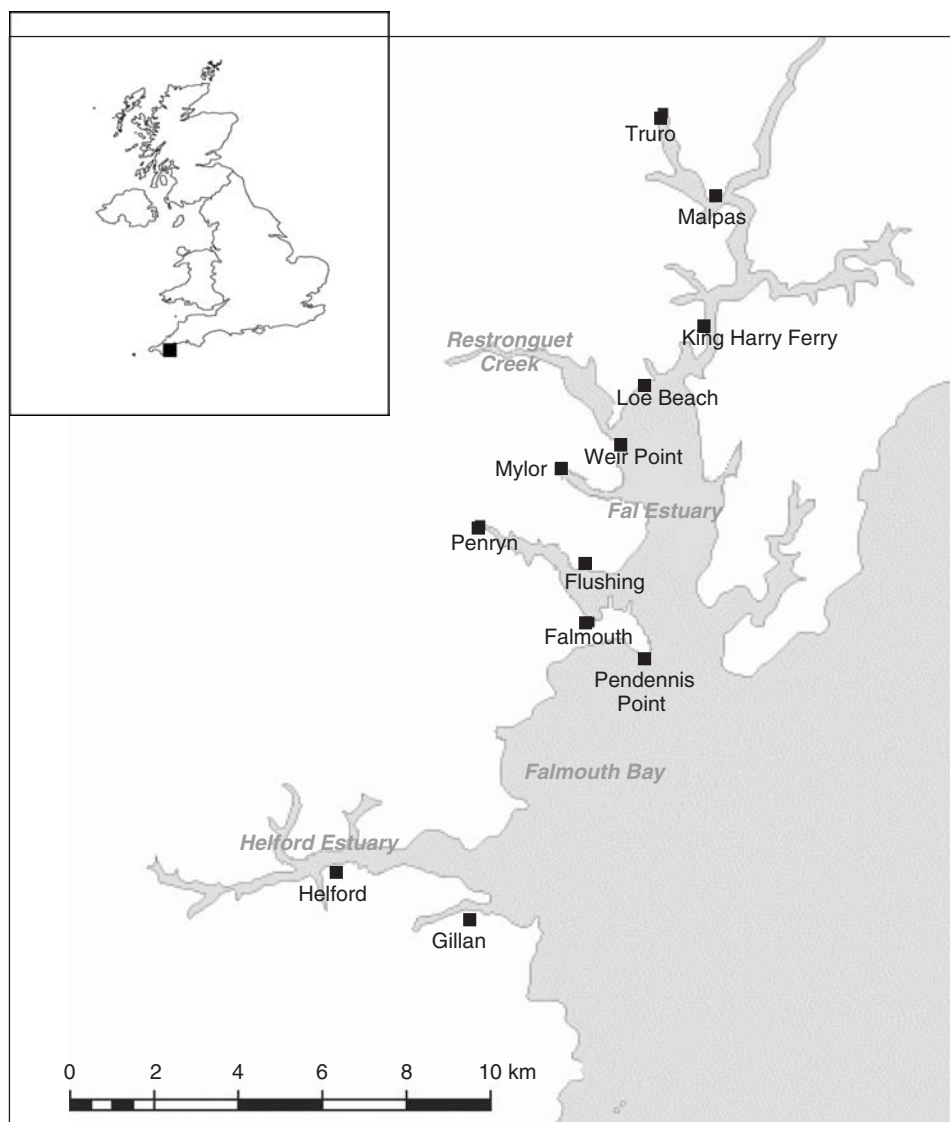 Truro
Malpas
King Harry Ferry
Restronguet
Creek
Loe Beach
Weir Point
Mylor
Fal Estuary
Penryn
Flushing
Falmouth
Pendennis
Point
Falmouth Bay
Helford Estuary
Helford
Gillan
0 2 4 6 8 10 km